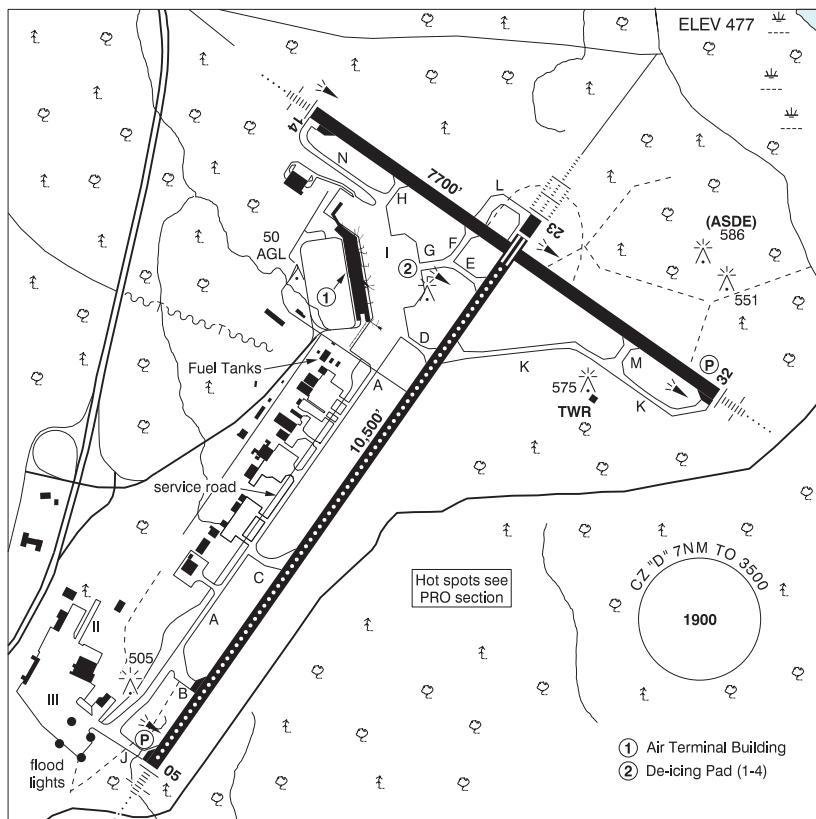 ELEV 477
14
N
7700'
L
H
23
(ASDE)
586
50
AGL
I
G
F
2
E
551
1
D
P
32
Fuel Tanks
M
A
K
575
K
TWR
10,500'
service road
CZ "D" 7NM TO 3500
C
Hot spots see
PRO section
1900
A
II
505
B
III
P
1 Air Terminal Building
J
05
flood
lights
2 De-icing Pad (1-4)